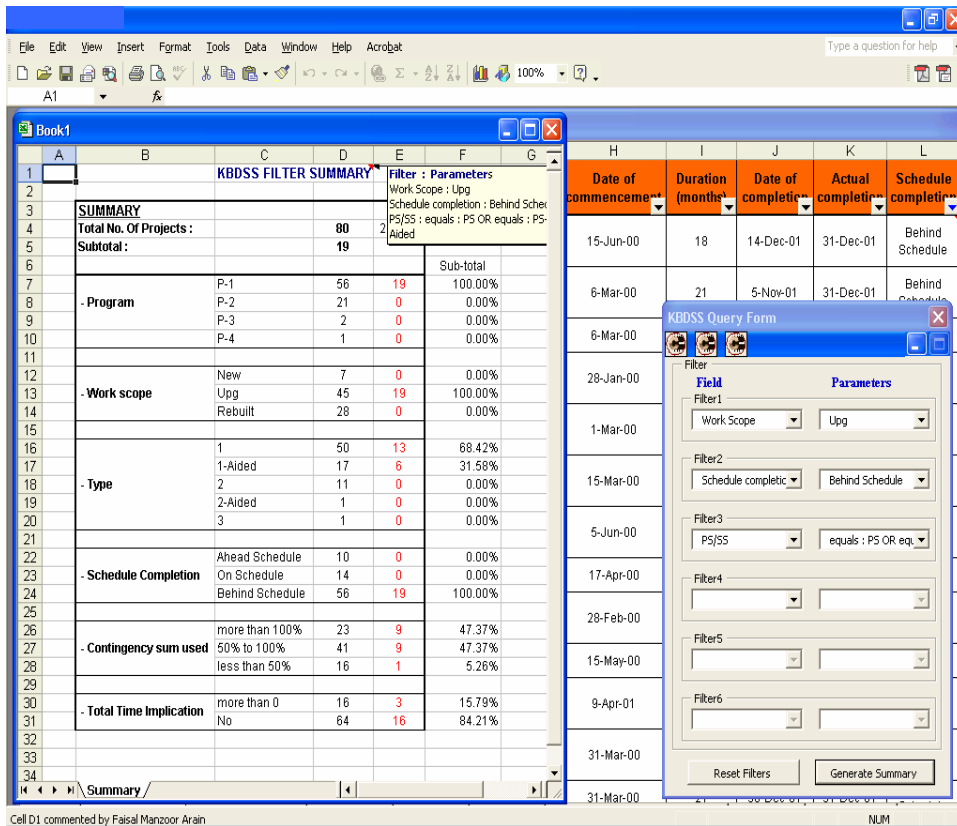 File Edit View Insert Format Tools Data Window Help Acrobat Type a question for help
100%
A1 fx
Book1
A B C D E F G
1 KBDSS FILTER SUMMARY
2
3 SUMMARY
4 Total No. Of Projects : 80 2
5 Subtotal : 19
6 Sub-total
7 P-1 56 19 100.00%
8 - Program P-2 21 0 0.00%
9 P-3 2 0 0.00%
10 P-4 1 0 0.00%
11
12 New 7 0 0.00%
13 - Work scope Upg 45 19 100.00%
14 Rebuilt 28 0 0.00%
15
16 1 50 13 68.42%
17 1-Aided 17 6 31.58%
18 - Type 2 11 0 0.00%
19 2-Aided 1 0 0.00%
20 3 1 0 0.00%
21
22 Ahead Schedule 10 0 0.00%
23 - Schedule Completion On Schedule 14 0 0.00%
24 Behind Schedule 56 19 100.00%
25
26 more than 100% 23 9 47.37%
27 - Contingency sum used 50% to 100% 41 9 47.37%
28 less than 50% 16 1 5.26%
29
30 more than 0 16 3 15.79%
- Total Time Implication
31 No 64 16 84.21%
32
33
34
Summary
Filter : Parameters
Work Scope : Upg
Schedule completion : Behind Sched
PS/SS : equals : PS OR equals : PS-
Aided
H I J K L
Date of Duration Date of Actual Schedule
commencement (months) completion completion completion
15-Jun-00 18 14-Dec-01 31-Dec-01 Behind
Schedule
6-Mar-00 21 5-Nov-01 31-Dec-01 Behind
Schedule
6-Mar-00
28-Jan-00
1-Mar-00
15-Mar-00
5-Jun-00
17-Apr-00
28-Feb-00
15-May-00
9-Apr-01
31-Mar-00
31-Mar-00
KBDSS Query Form
Filter
Field Parameters
Filter1
Work Scope Upg
Filter2
Schedule completic Behind Schedule
Filter3
PS/SS equals : PS OR equ
Filter4
Filter5
Filter6
Reset Filters Generate Summary
Cell D1 commented by Faisal Manzoor Arain NUM